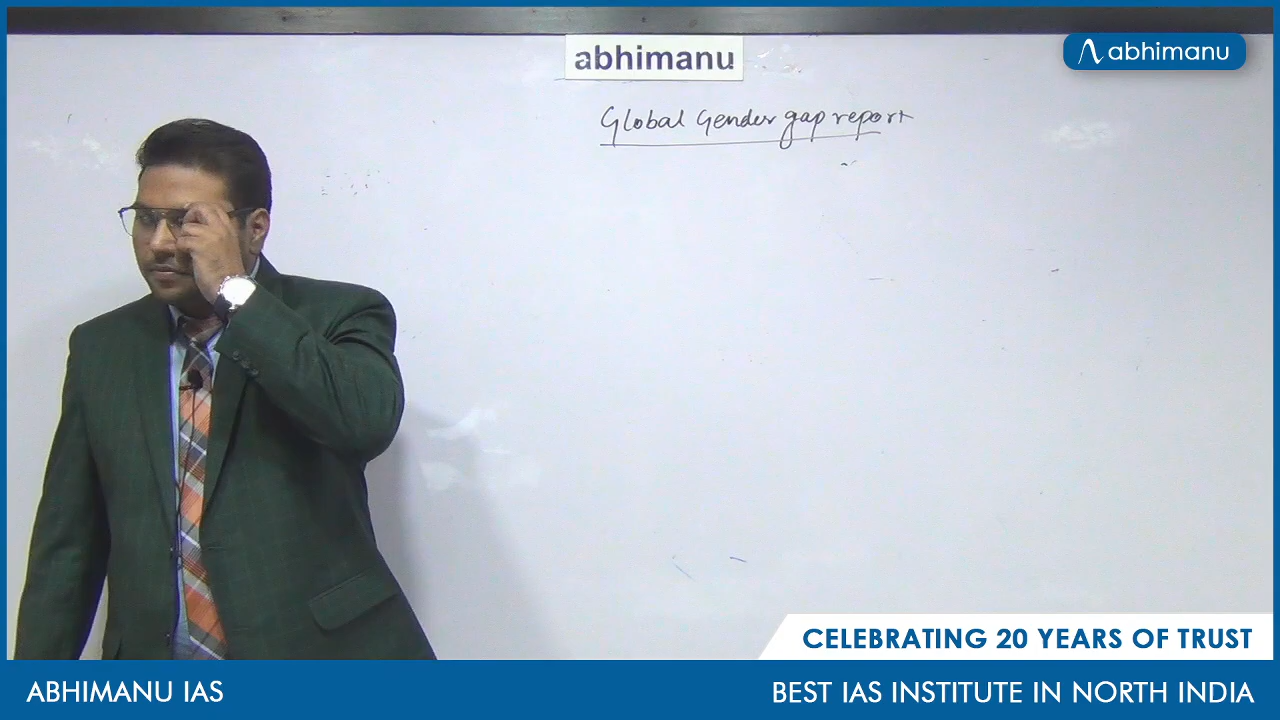 abhimanu
abhimanu
Global Gender gap report
CELEBRATING 20 YEARS OF TRUST
ABHIMANU IAS
BEST IAS INSTITUTE IN NORTH INDIA